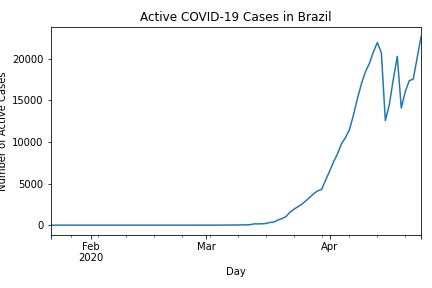 Active COVID-19 Cases in Brazil
Number of Active Cases
20000
15000
10000
5000
0
Feb
2020
Mar
Apr
Day